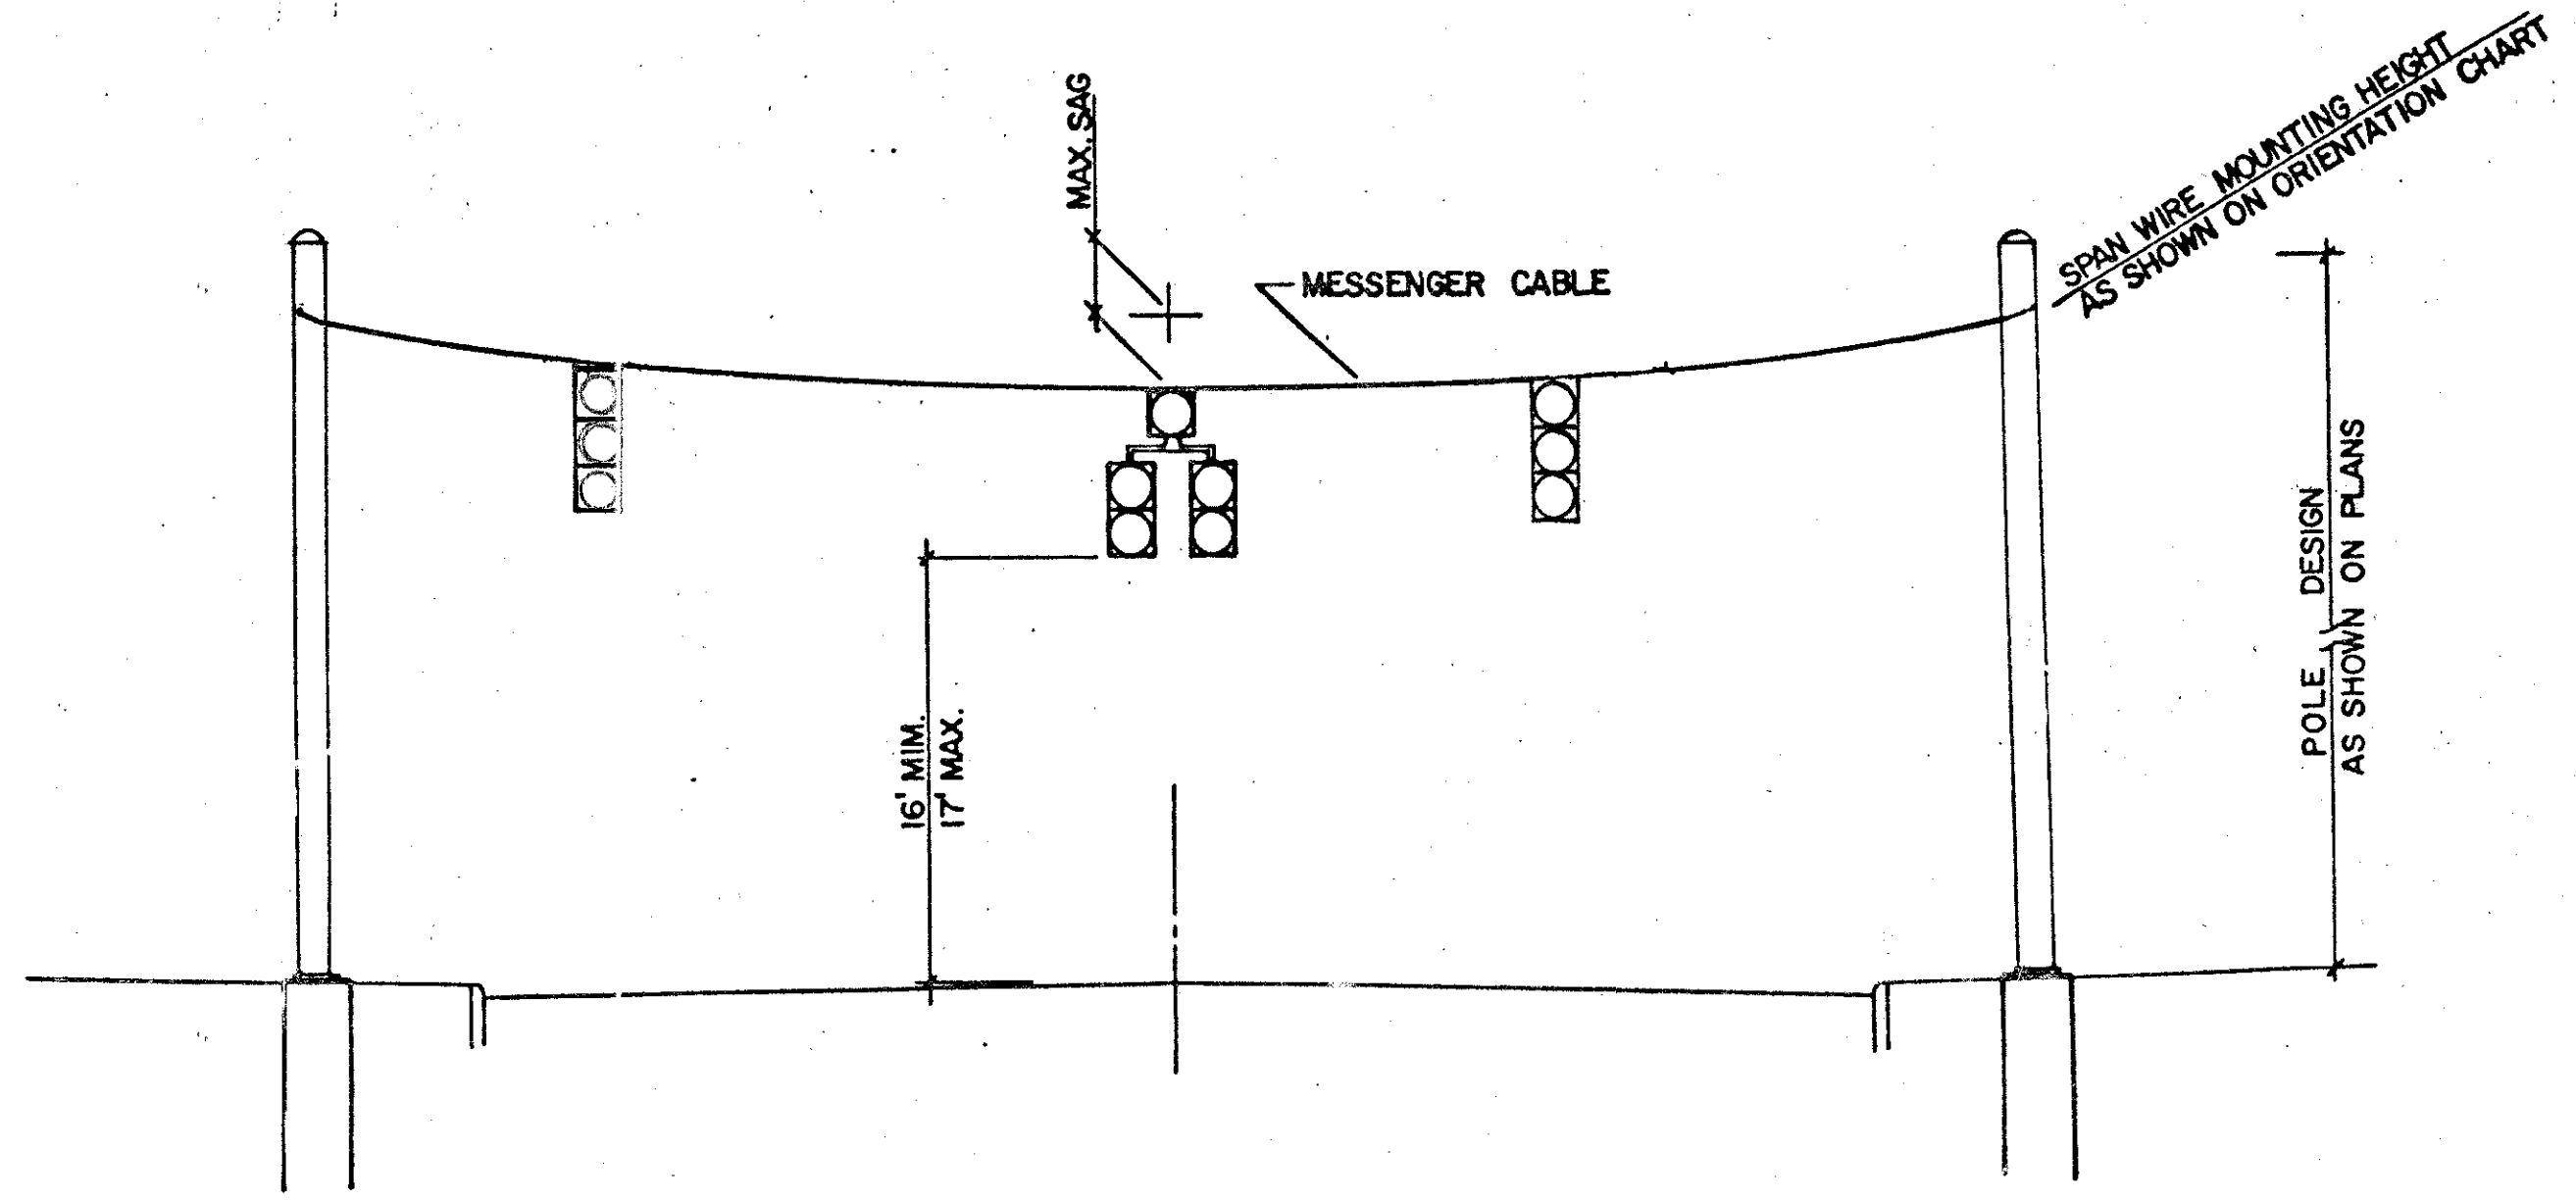 MAX. SAG
MESSENGER CABLE
SPAN WIRE MOUNTING HEIGHT
AS SHOWN ON ORIENTATION CHART
16' MIM.
17' MAX.
POLE DESIGN
AS SHOWN ON PLANS